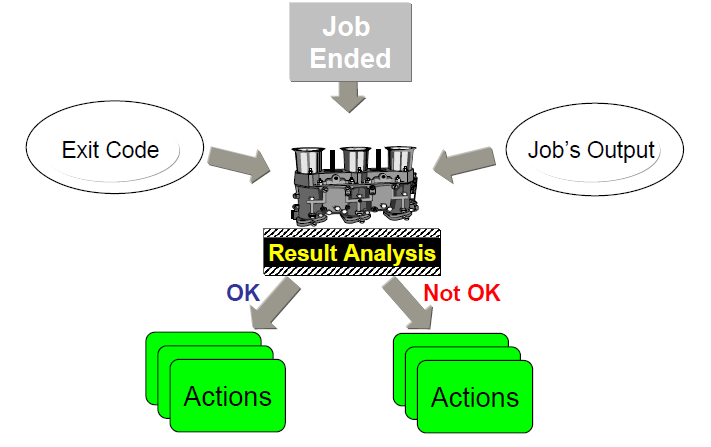 Job
Ended
Exit Code
Job's Output
Result Analysis
OK
Not OK
Actions
Actions